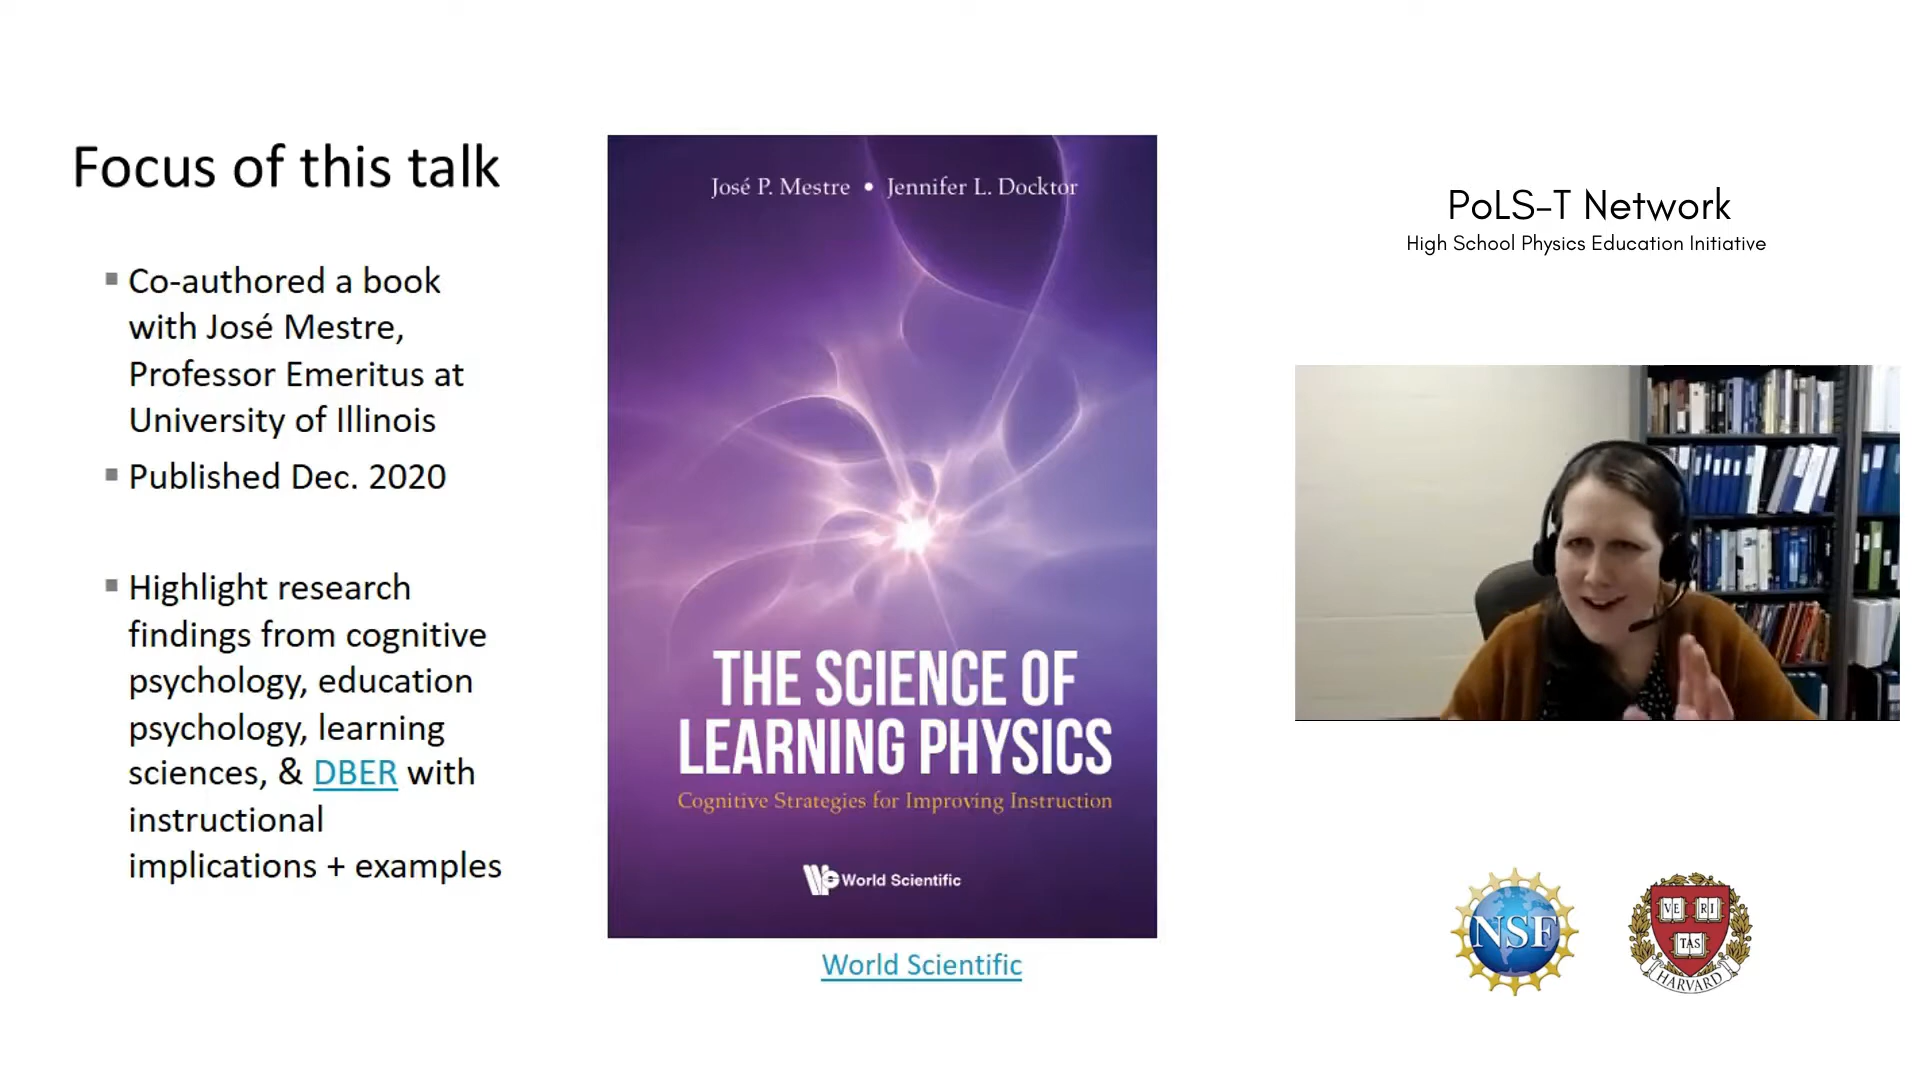 Focus of this talk
▪ Co-authored a book
with José Mestre,
Professor Emeritus at
University of Illinois
▪ Published Dec. 2020
▪ Highlight research
findings from cognitive
psychology, education
psychology, learning
sciences, & DBER with
instructional
implications + examples
José P. Mestre • Jennifer L. Docktor
THE SCIENCE OF
LEARNING PHYSICS
Cognitive Strategies for Improving Instruction
World Scientific
World Scientific
PoLS-T Network
High School Physics Education Initiative
NSF
VE RI
TAS
HARVARD